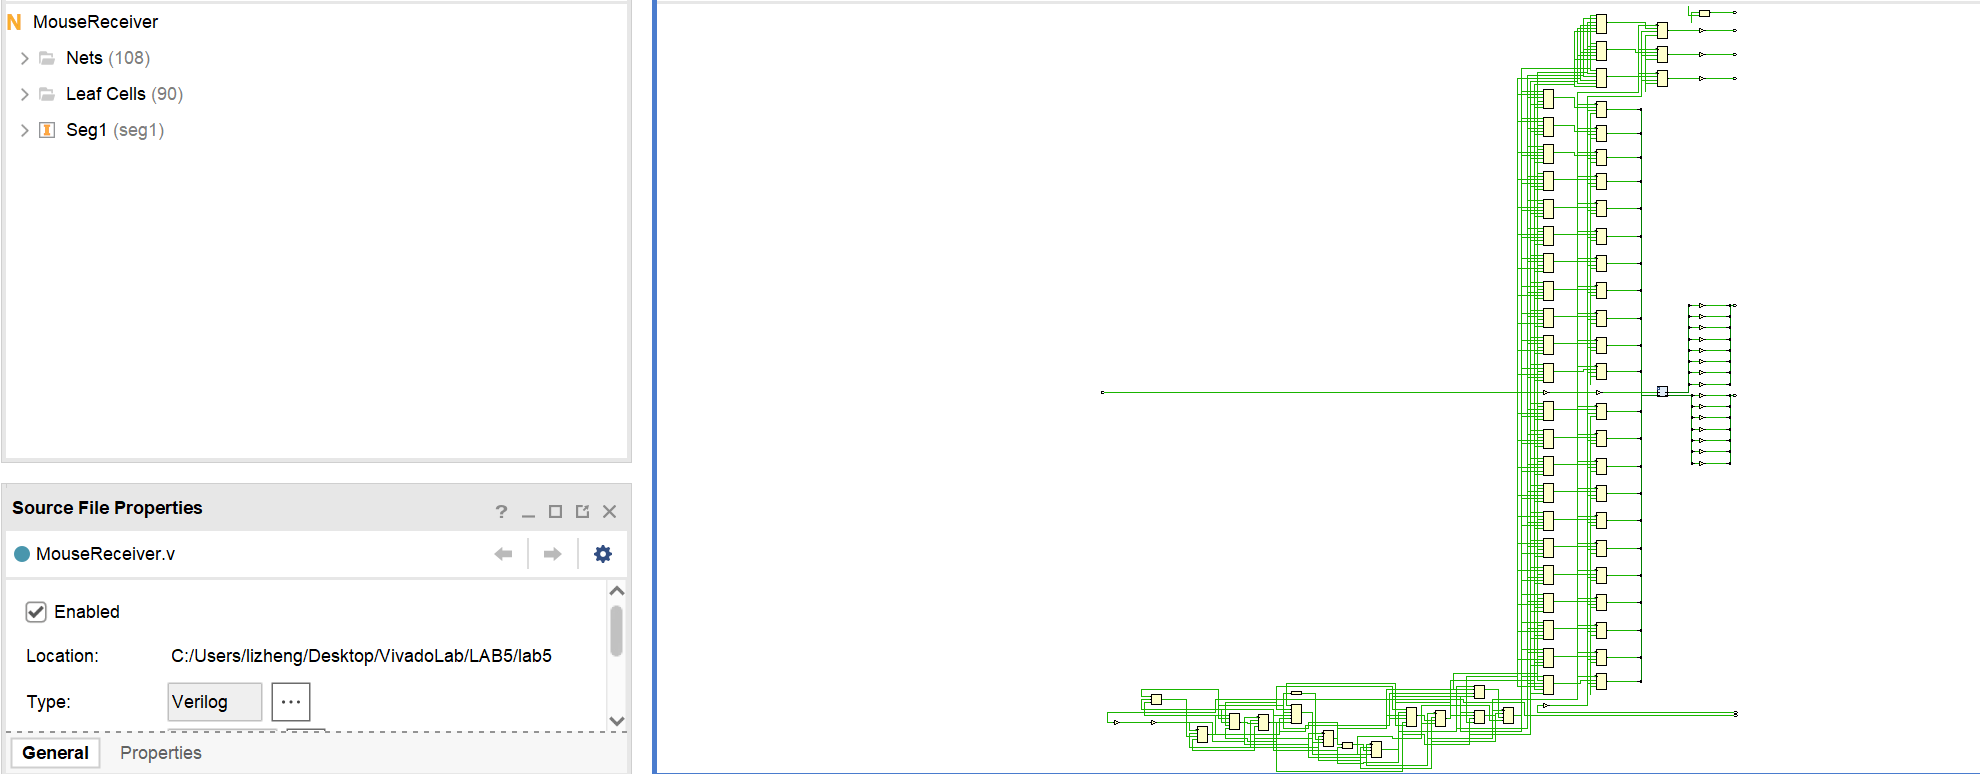 N MouseReceiver
Nets (108)
Leaf Cells (90)
I Seg1 (seg1)
Source File Properties
?
MouseReceiver.v
Enabled
Location: C:/Users/lizheng/Desktop/VivadoLab/LAB5/lab5
Type: Verilog ...
General Properties